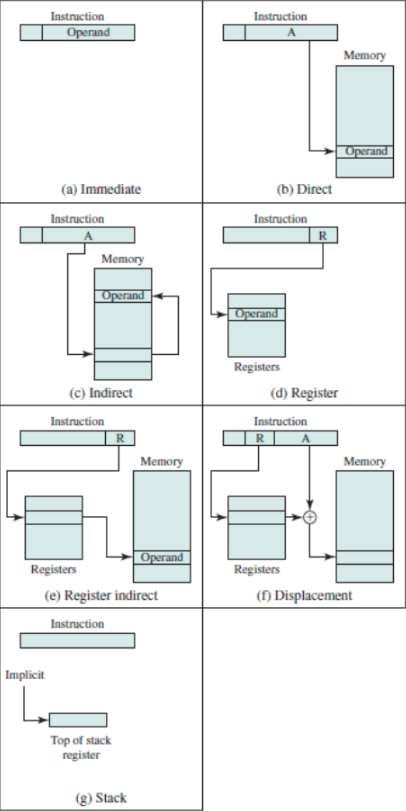 Instruction
Operand
(a) Immediate
Instruction
A
Memory
Operand
(b) Direct
Instruction
A
Memory
Operand
(c) Indirect
Instruction
R
Operand
Registers
(d) Register
Instruction
R
Memory
Operand
Registers
(e) Register indirect
Instruction
R A
Memory
+
Registers
(f) Displacement
Instruction
Implicit
Top of stack
register
(g) Stack